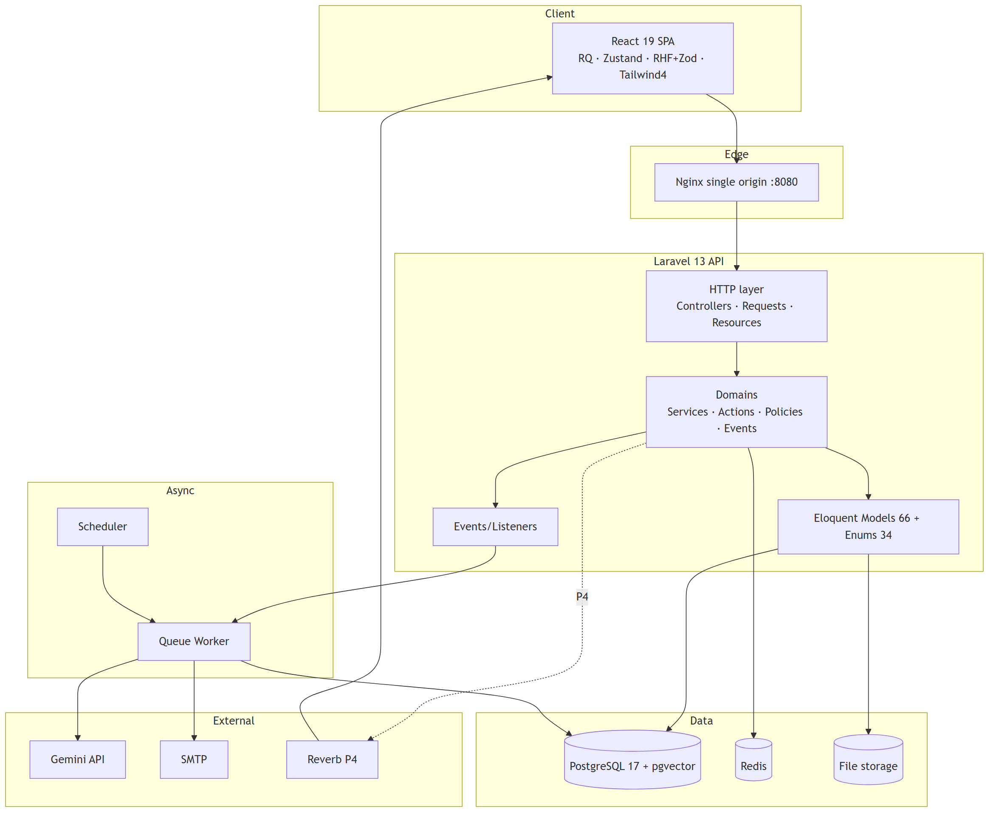 Client
React 19 SPA
RQ · Zustand · RHF+Zod ·
Tailwind4
Edge
Nginx single origin :8080
Laravel 13 API
HTTP layer
Controllers · Requests ·
Resources
Domains
Services · Actions · Policies
· Events
Async
Scheduler
Events/Listeners
Eloquent Models 66 +
Enums 34
P4
Queue Worker
External
Gemini API
SMTP
Reverb P4
Data
PostgreSQL 17 + pgvector
Redis
File storage